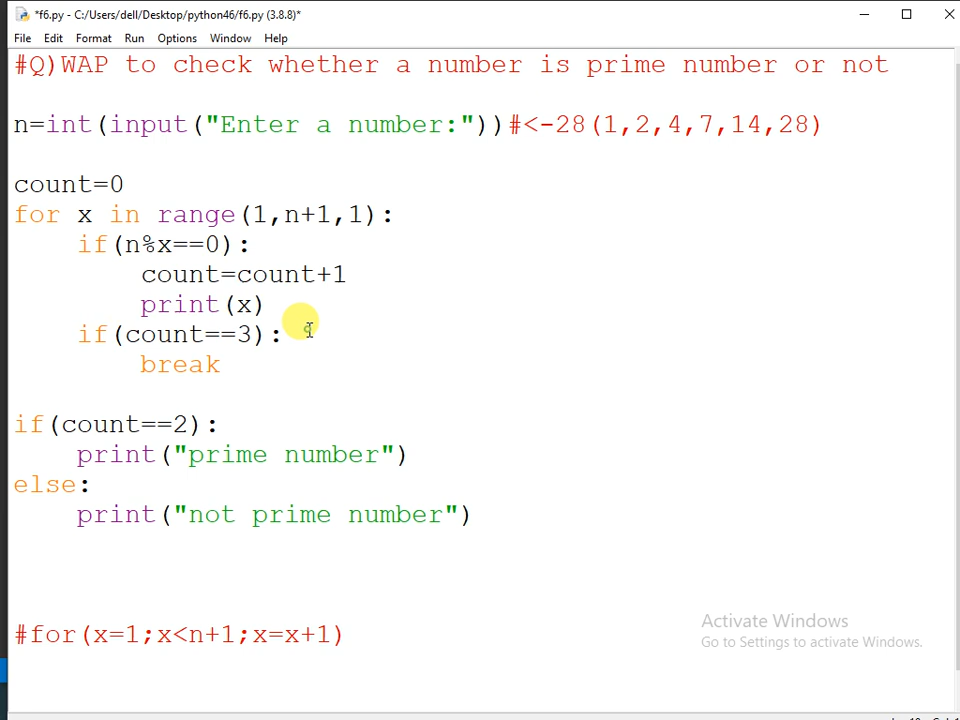 *f6.py - C:/Users/dell/Desktop/python46/f6.py (3.8.8)*
File Edit Format Run Options Window Help
#Q)WAP to check whether a number is prime number or not
n=int(input("Enter a number:"))#<-28(1,2,4,7,14,28)
count=0
for x in range(1,n+1,1):
    if(n%x==0):
        count=count+1
        print(x)
    if(count==3):
        break
if(count==2):
    print("prime number")
else:
    print("not prime number")
#for(x=1;x<n+1;x=x+1)
Activate Windows
Go to Settings to activate Windows.